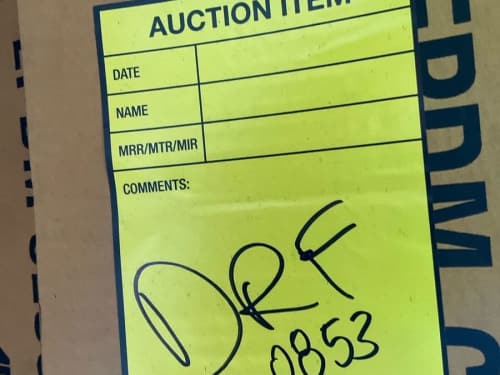 AUCTION ITEM
DATE
NAME
MRR/MTR/MIR
COMMENTS:
DRF
0853